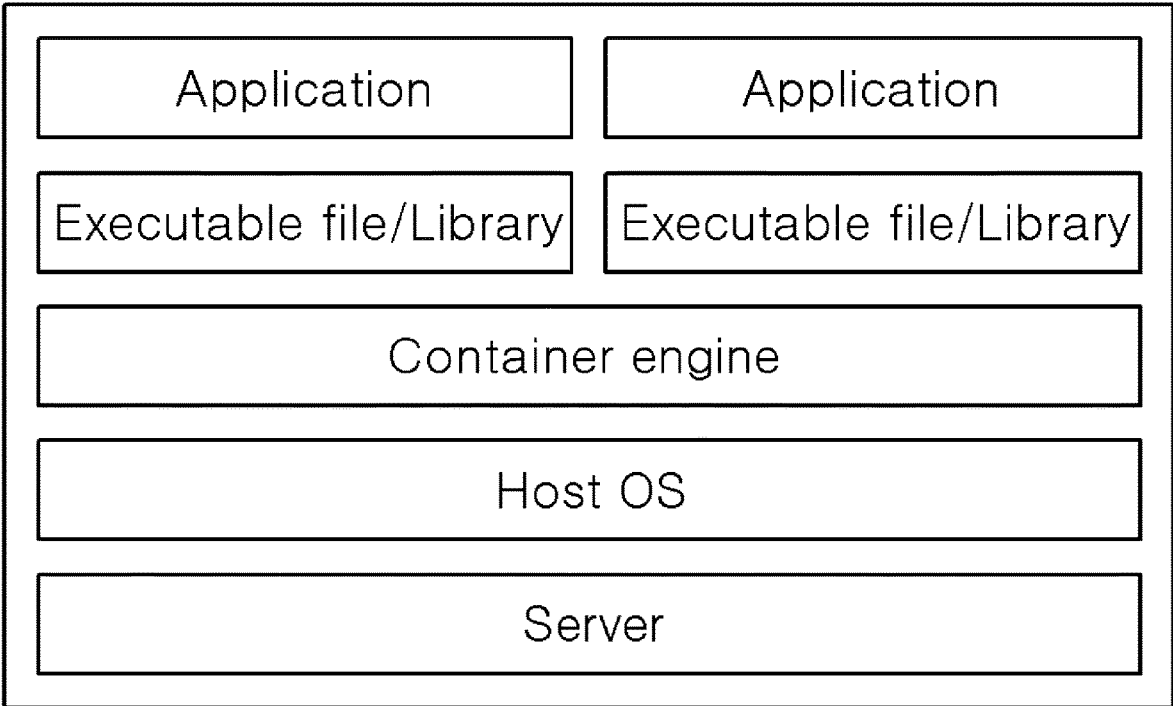 Application
Application
Executable file/Library
Executable file/Library
Container engine
Host OS
Server